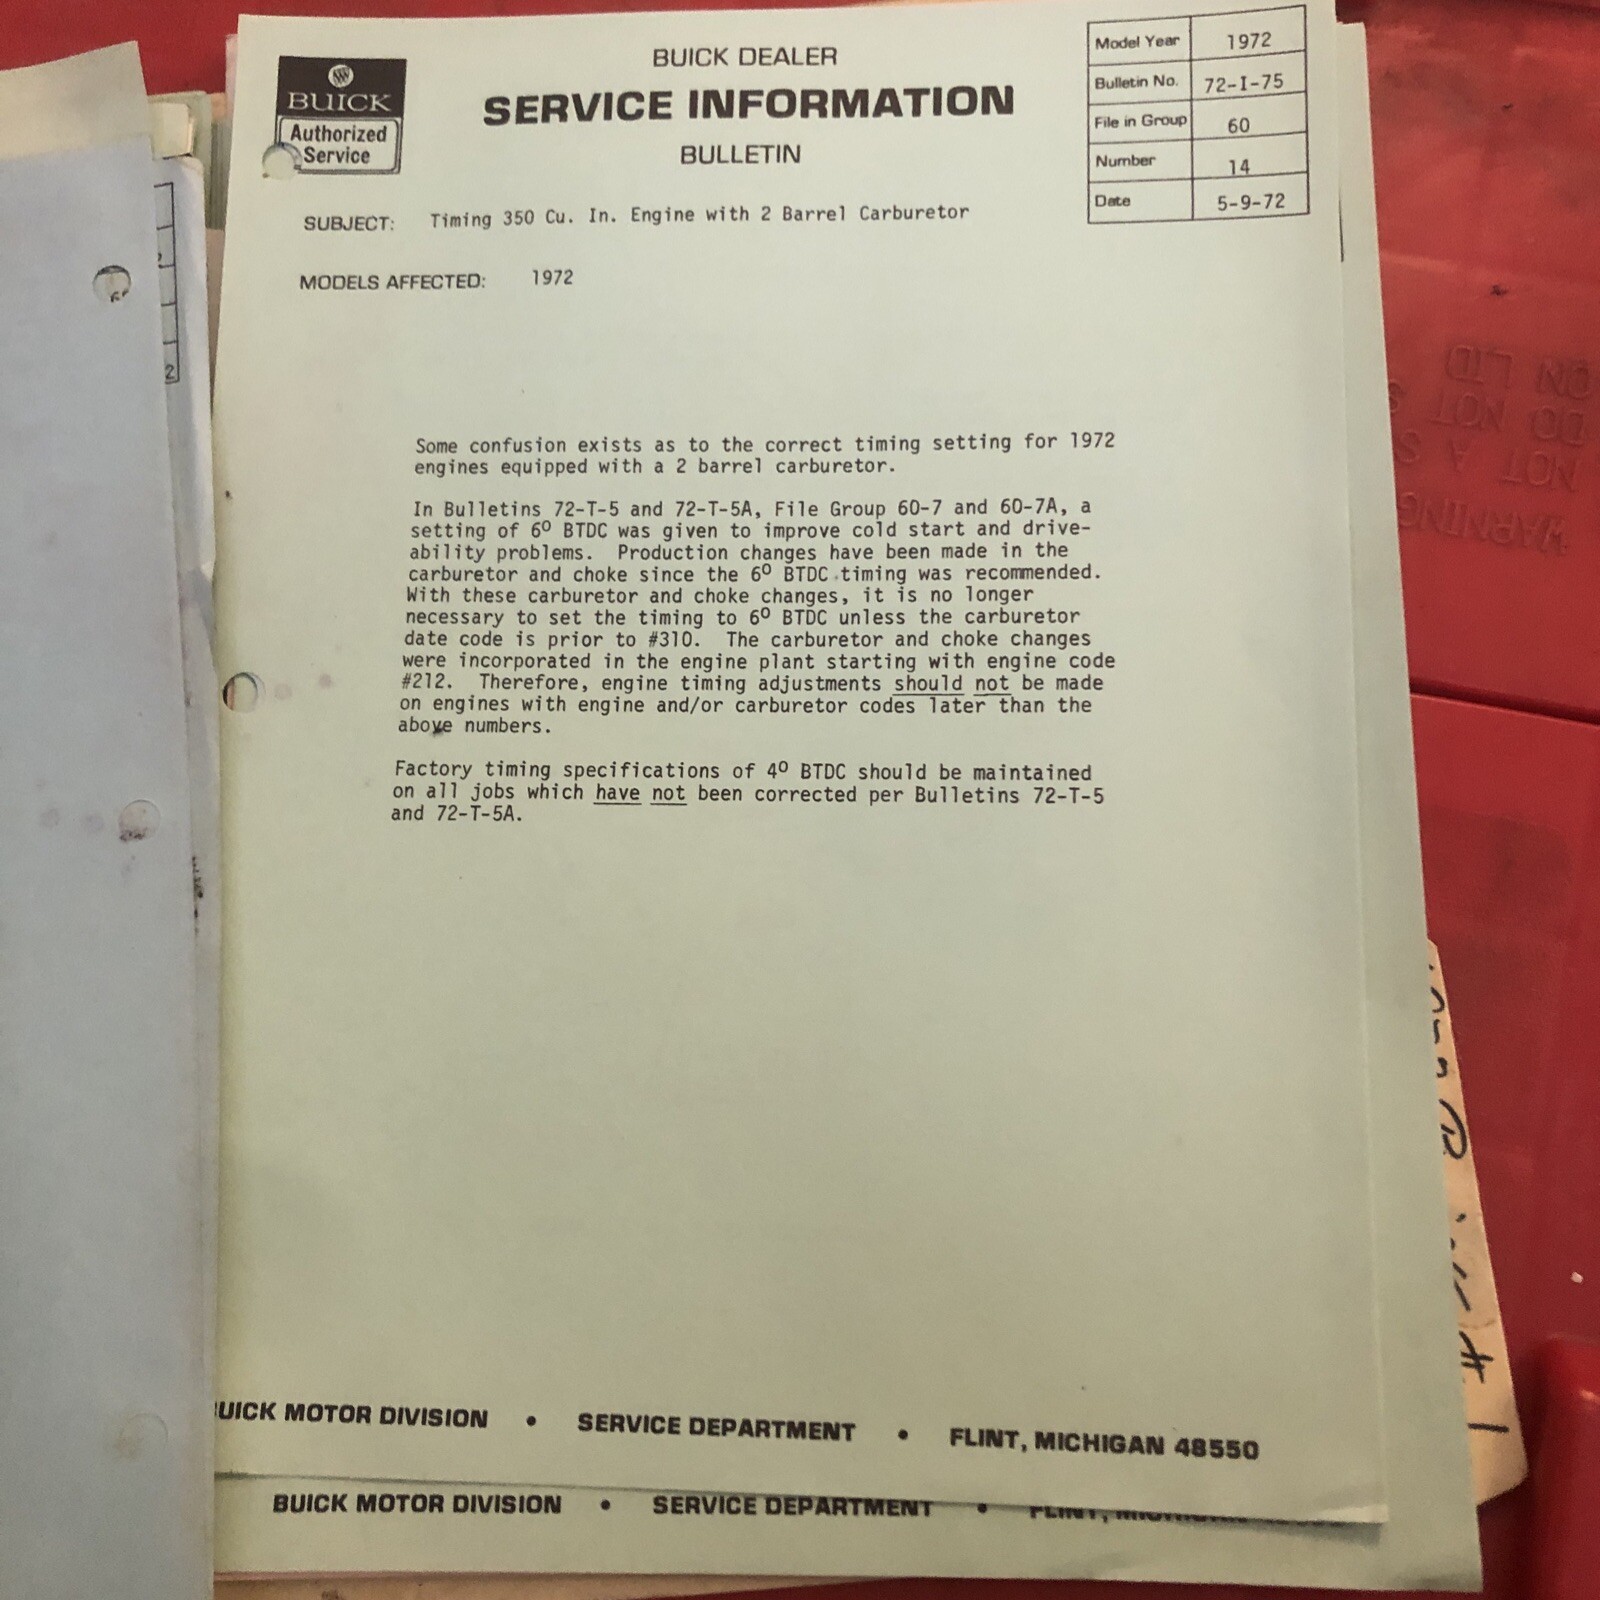 BUICK
Authorized
Service
BUICK DEALER
SERVICE INFORMATION
BULLETIN
Model Year 1972
Bulletin No. 72-I-75
File in Group 60
Number 14
Date 5-9-72
SUBJECT: Timing 350 Cu. In. Engine with 2 Barrel Carburetor
MODELS AFFECTED: 1972
Some confusion exists as to the correct timing setting for 1972
engines equipped with a 2 barrel carburetor.
In Bulletins 72-T-5 and 72-T-5A, File Group 60-7 and 60-7A, a
setting of 6º BTDC was given to improve cold start and drive-
ability problems. Production changes have been made in the
carburetor and choke since the 6º BTDC timing was recommended.
With these carburetor and choke changes, it is no longer
necessary to set the timing to 6º BTDC unless the carburetor
date code is prior to #310. The carburetor and choke changes
were incorporated in the engine plant starting with engine code
#212. Therefore, engine timing adjustments should not be made
on engines with engine and/or carburetor codes later than the
above numbers.
Factory timing specifications of 4º BTDC should be maintained
on all jobs which have not been corrected per Bulletins 72-T-5
and 72-T-5A.
UICK MOTOR DIVISION • SERVICE DEPARTMENT • FLINT, MICHIGAN 48550
BUICK MOTOR DIVISION • SERVICE DEPARTMENT • FLINT,
2
WARNING
NOT A S
DO NOT S
ON LID